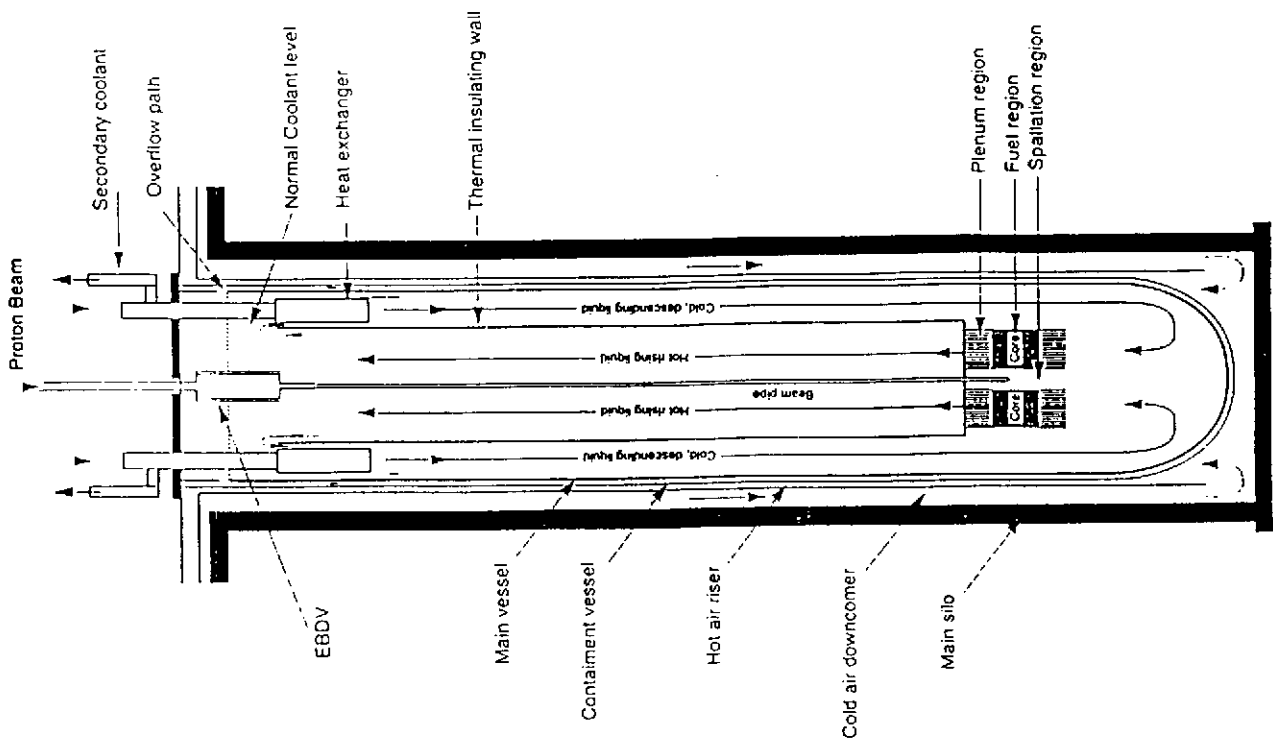 Proton Beam
Secondary coolant
Overflow path
Normal Coolant level
Heat exchanger
Thermal insulating wall
Plenum region
Fuel region
Spallation region
EBDV
Main vessel
Contaiment vessel
Hot air riser
Cold air downcomer
Main silo
Cold, descending liquid
Hot rising liquid
Beam pipe
Hot rising liquid
Cold, descending liquid
Core
Core